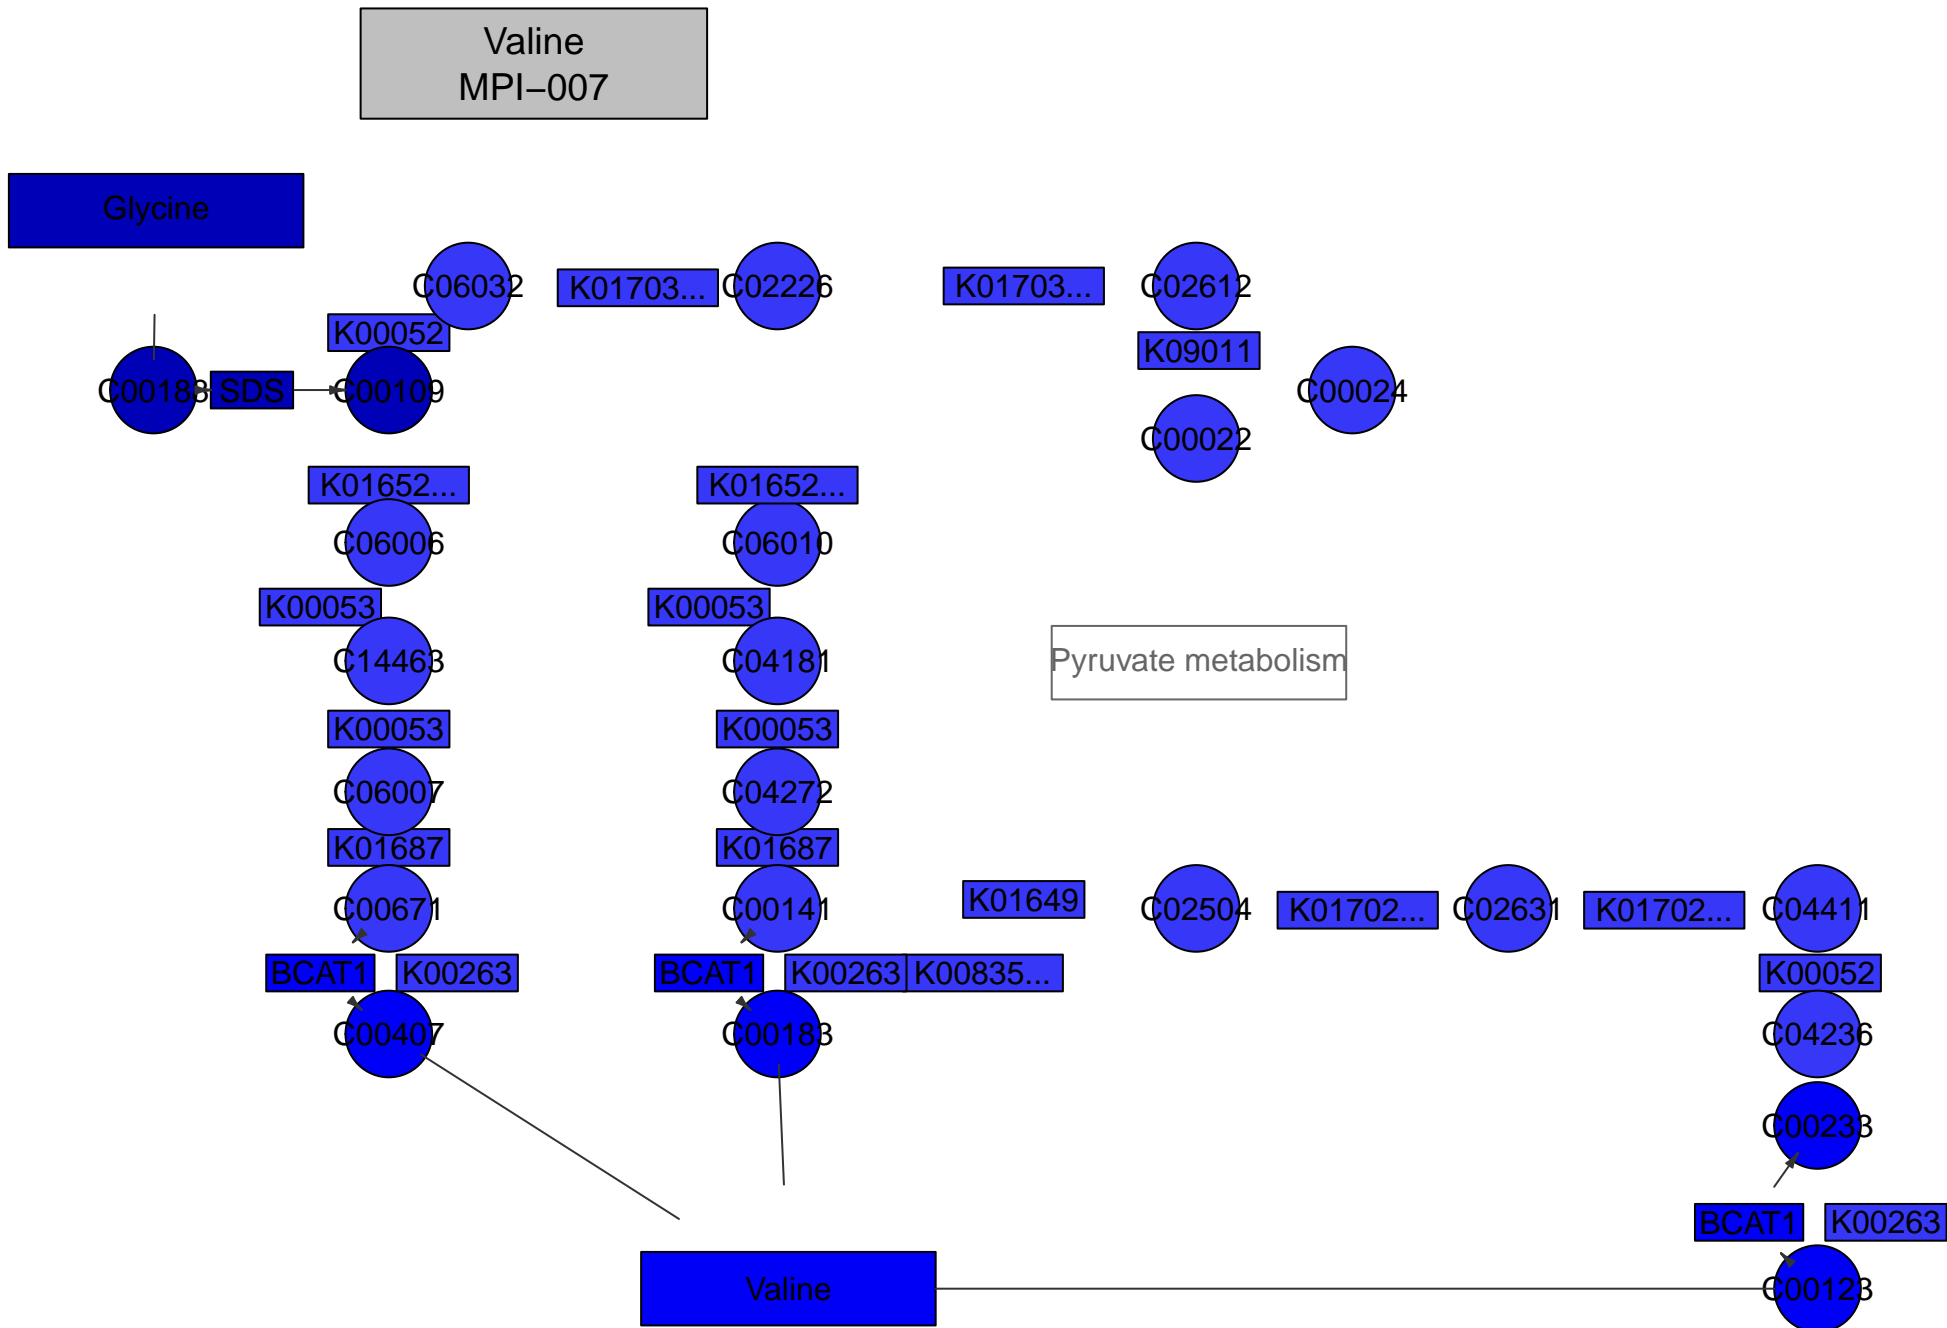 Valine
MPI−007
Glycine
C06032
K01703...
C02226
K01703...
C02612
K00052
K09011
C00188
SDS
C00109
C00024
C00022
K01652...
K01652...
C06006
C06010
K00053
K00053
C14463
C04181
Pyruvate metabolism
K00053
K00053
C06007
C04272
K01687
K01687
C00671
C00141
K01649
C02504
K01702...
C02631
K01702...
C04411
BCAT1
K00263
BCAT1
K00263
K00835...
K00052
C00407
C00183
C04236
C00233
BCAT1
K00263
Valine
C00123